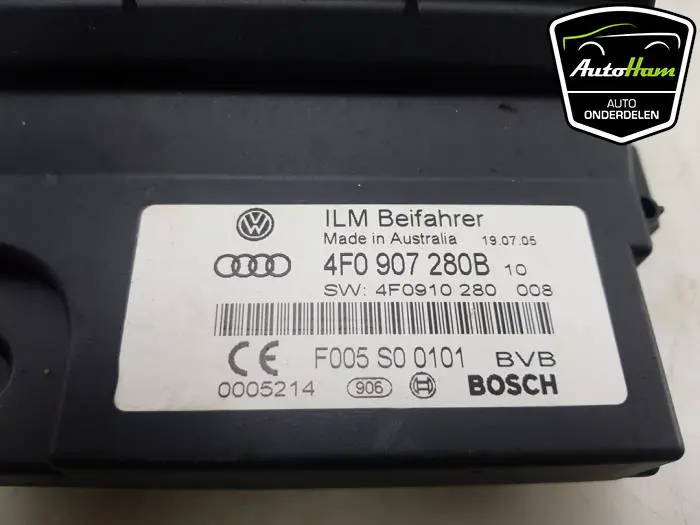 AutoHam
AUTO
ONDERDELEN
ILM Beifahrer
Made in Australia 19.07.05
4F0 907 280B 10
SW: 4F0910 280 008
CE F005 S0 0101 BVB
0005214 906 BOSCH